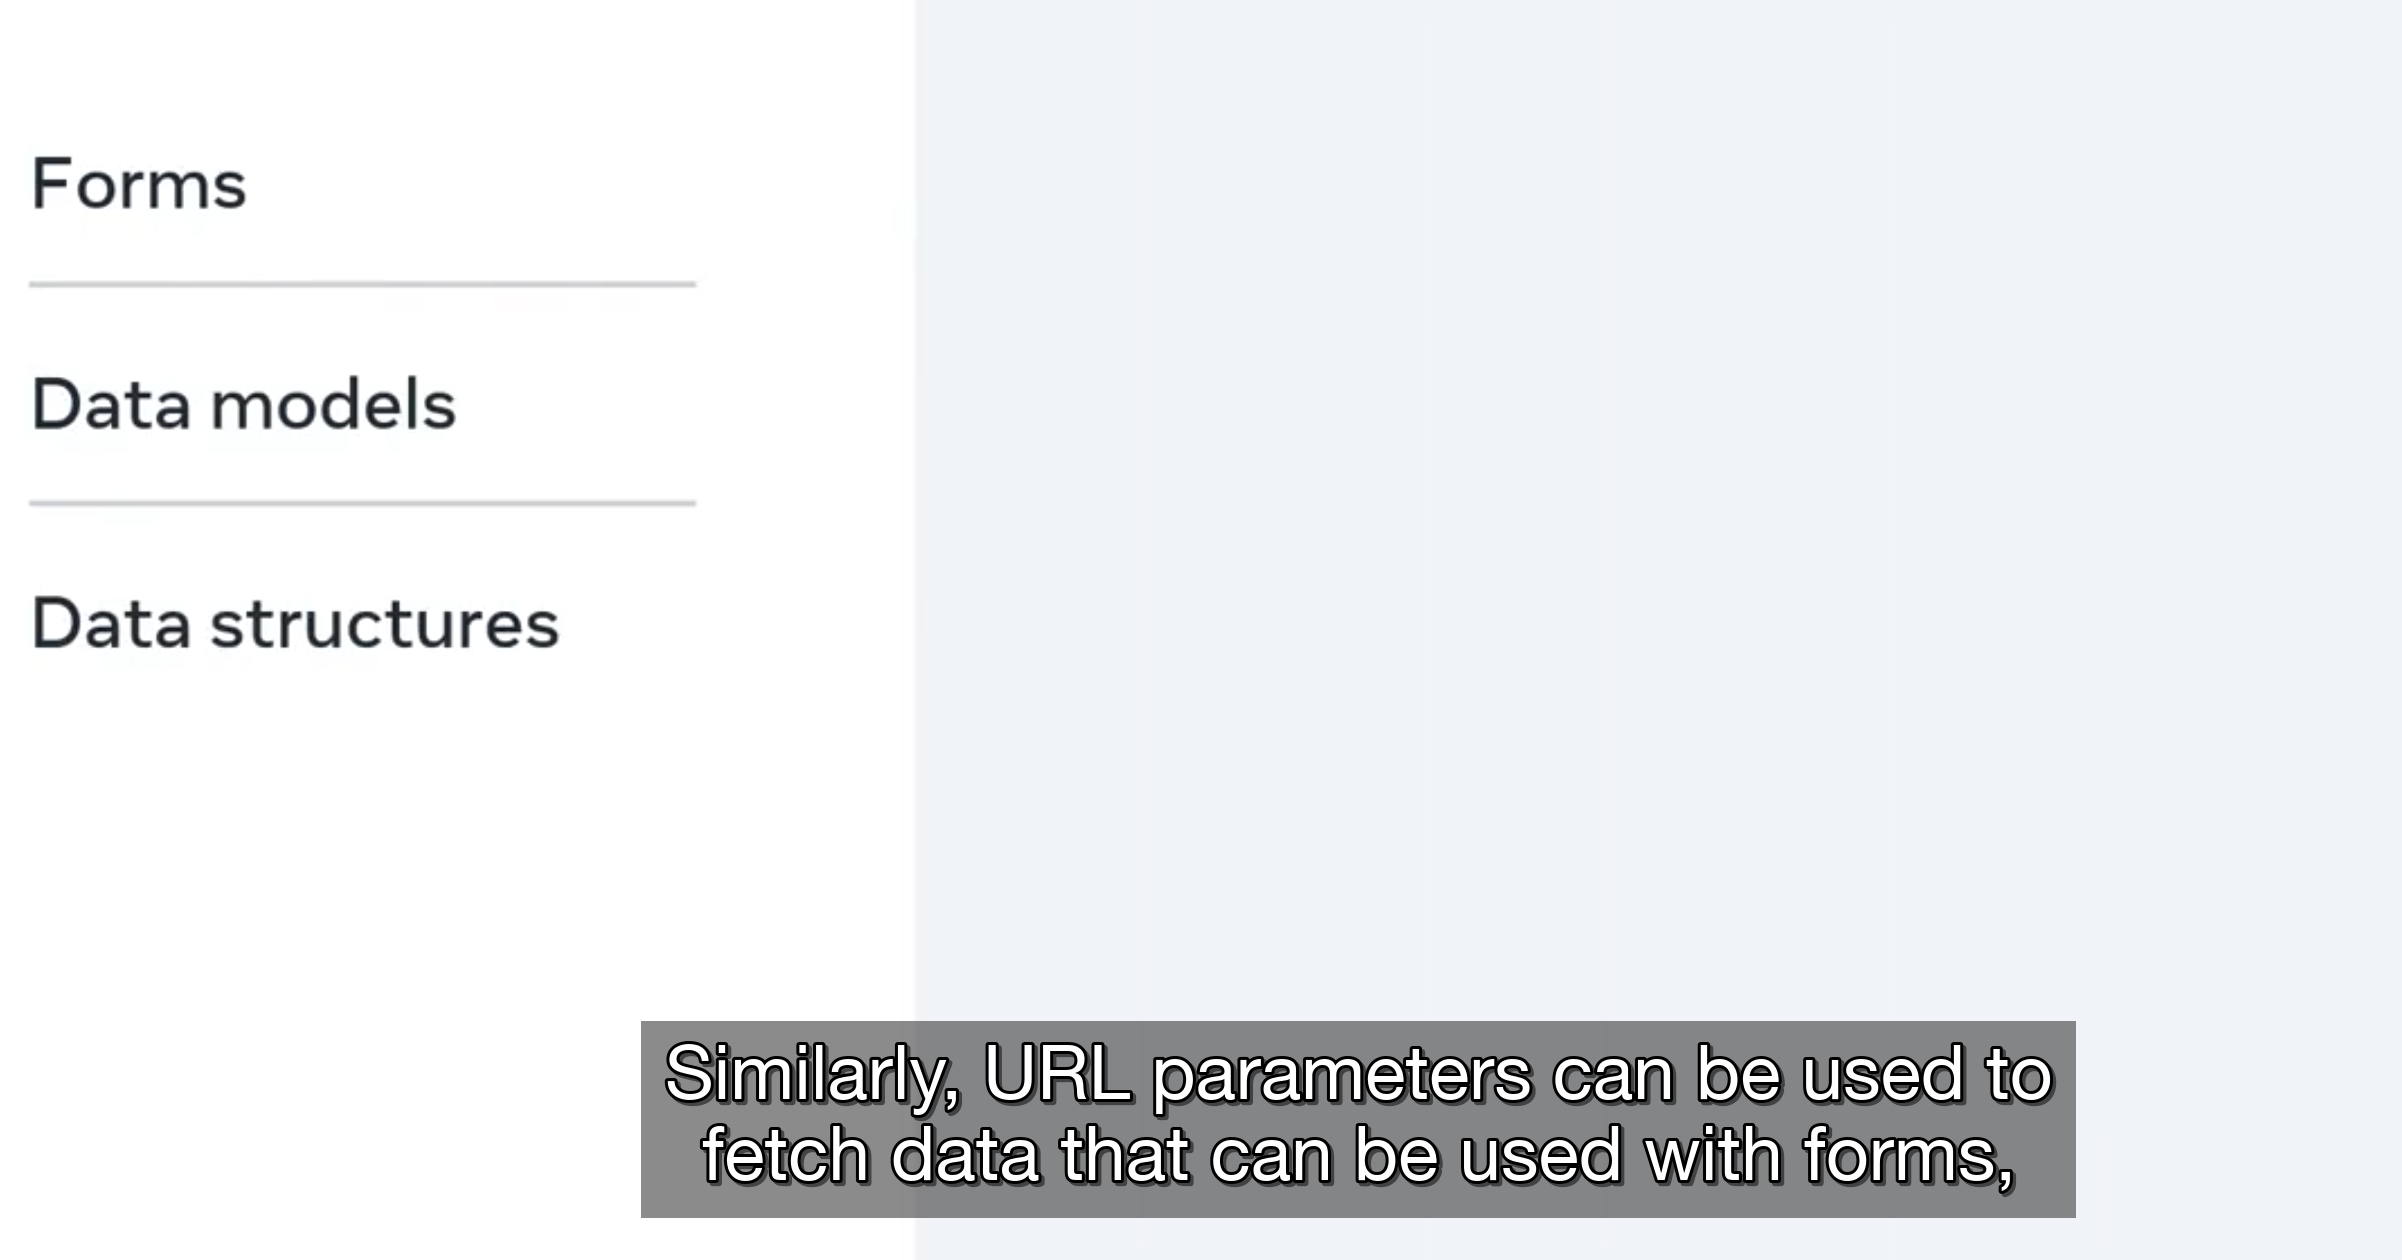 Forms
Data models
Data structures
Similarly, URL parameters can be used to
fetch data that can be used with forms,